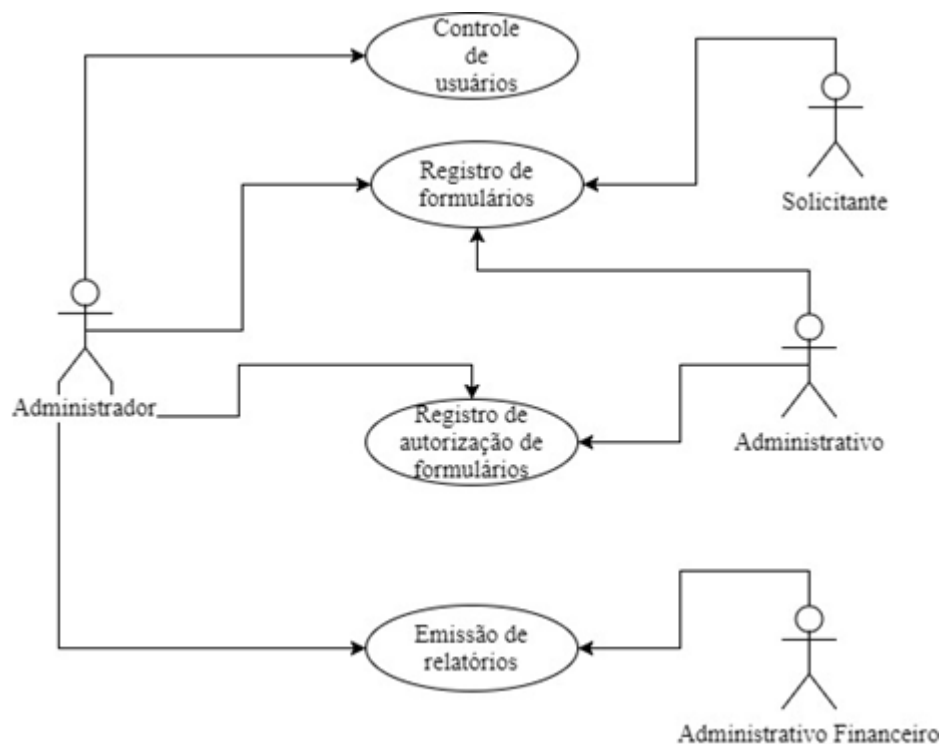 Controle
de
usuários
Registro de
formulários
Solicitante
Administrador
Registro de
autorização de
formulários
Administrativo
Emissão de
relatórios
Administrativo Financeiro